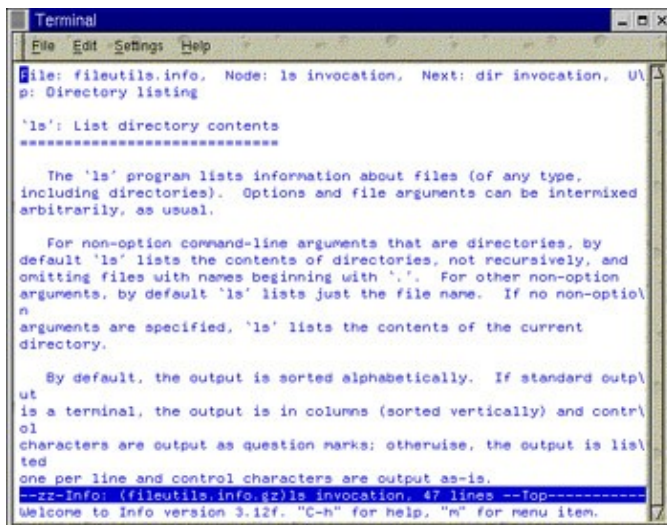 Terminal
File Edit Settings Help
File: fileutils.info, Node: ls invocation, Next: dir invocation, U\
p: Directory listing
`ls': List directory contents
==============================
The `ls' program lists information about files (of any type,
including directories). Options and file arguments can be intermixed
arbitrarily, as usual.
For non-option command-line arguments that are directories, by
default `ls' lists the contents of directories, not recursively, and
omitting files with names beginning with `.'. For other non-option
arguments, by default `ls' lists just the file name. If no non-optio\
n
arguments are specified, `ls' lists the contents of the current
directory.
By default, the output is sorted alphabetically. If standard outp\
ut
is a terminal, the output is in columns (sorted vertically) and contr\
ol
characters are output as question marks; otherwise, the output is lis\
ted
one per line and control characters are output as-is.
--zz-Info: (fileutils.info.gz)ls invocation, 47 lines --Top-----------
Welcome to Info version 3.12f. "C-h" for help, "m" for menu item.